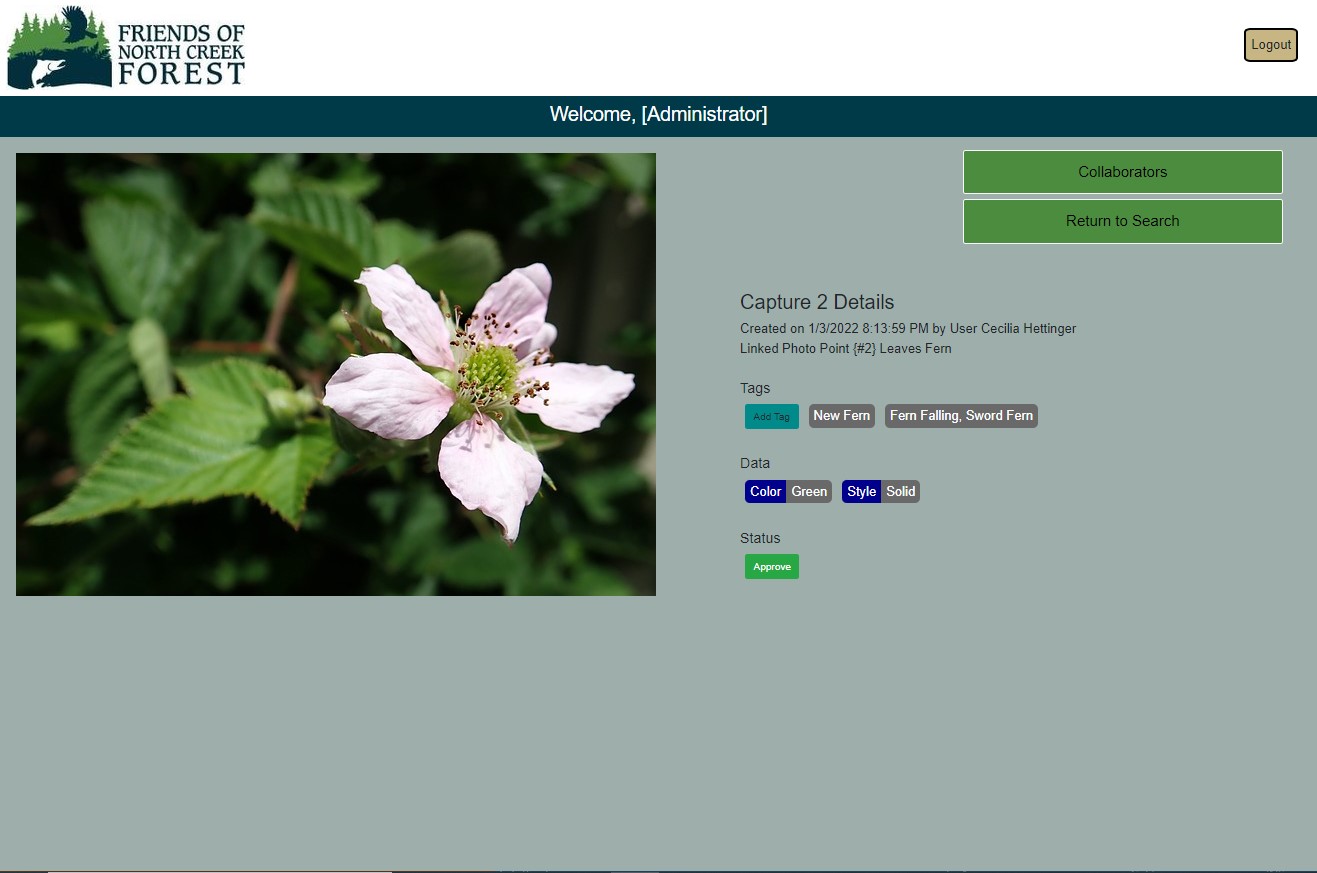 FRIENDS OF
NORTH CREEK
FOREST
Logout
Welcome, [Administrator]
Collaborators
Return to Search
Capture 2 Details
Created on 1/3/2022 8:13:59 PM by User Cecilia Hettinger
Linked Photo Point {#2} Leaves Fern
Tags
Add Tag New Fern Fern Falling, Sword Fern
Data
Color Green Style Solid
Status
Approve